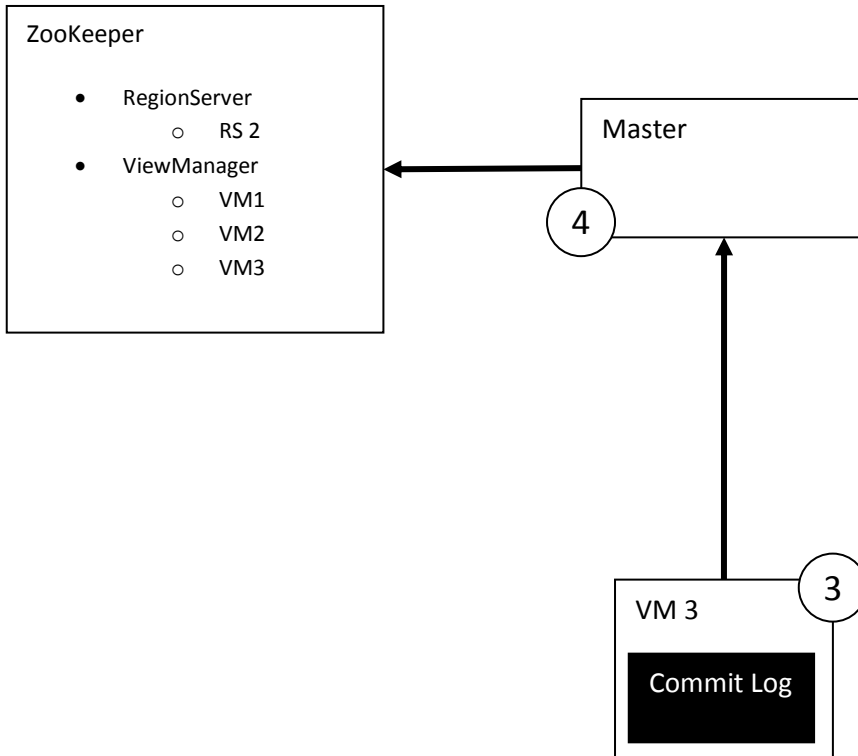 ZooKeeper
• RegionServer
o RS 2
• ViewManager
o VM1
o VM2
o VM3
Master
4
3
VM 3
Commit Log